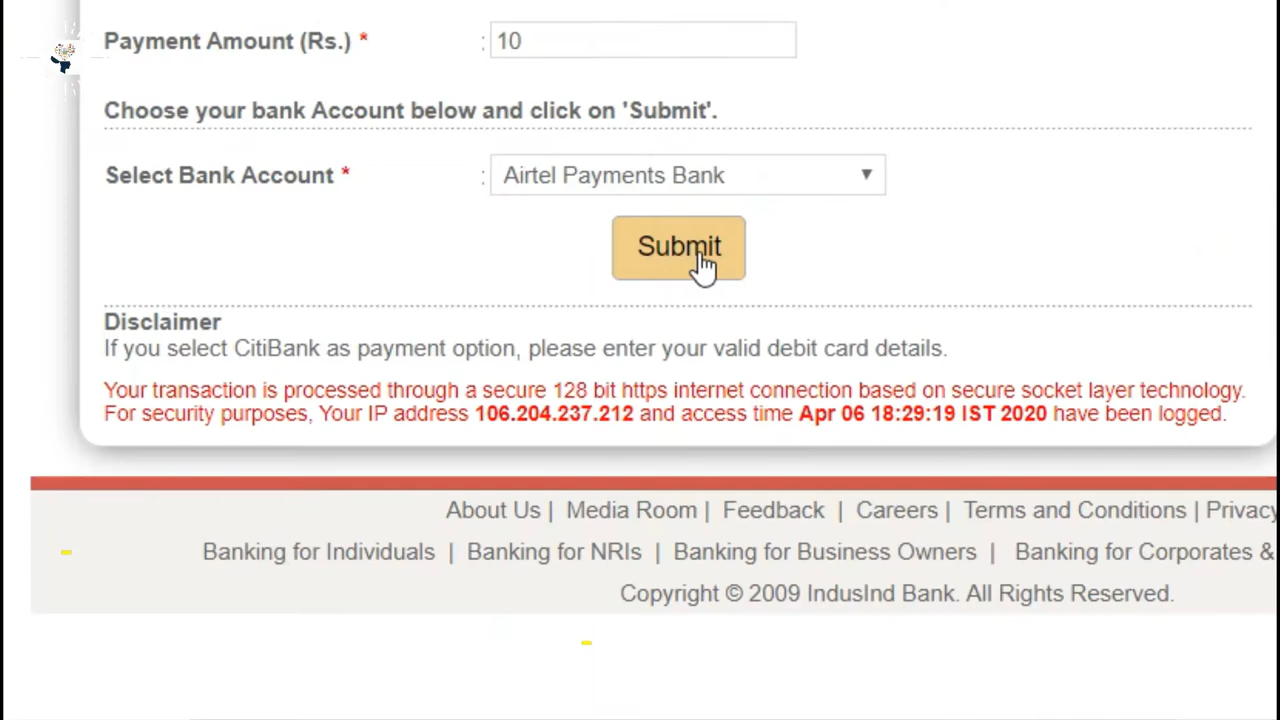 Payment Amount (Rs.) * : 10
Choose your bank Account below and click on 'Submit'.
Select Bank Account * : Airtel Payments Bank ▼
Submit
Disclaimer
If you select CitiBank as payment option, please enter your valid debit card details.
Your transaction is processed through a secure 128 bit https internet connection based on secure socket layer technology.
For security purposes, Your IP address 106.204.237.212 and access time Apr 06 18:29:19 IST 2020 have been logged.
About Us | Media Room | Feedback | Careers | Terms and Conditions | Privacy
Banking for Individuals | Banking for NRIs | Banking for Business Owners | Banking for Corporates &
Copyright © 2009 IndusInd Bank. All Rights Reserved.